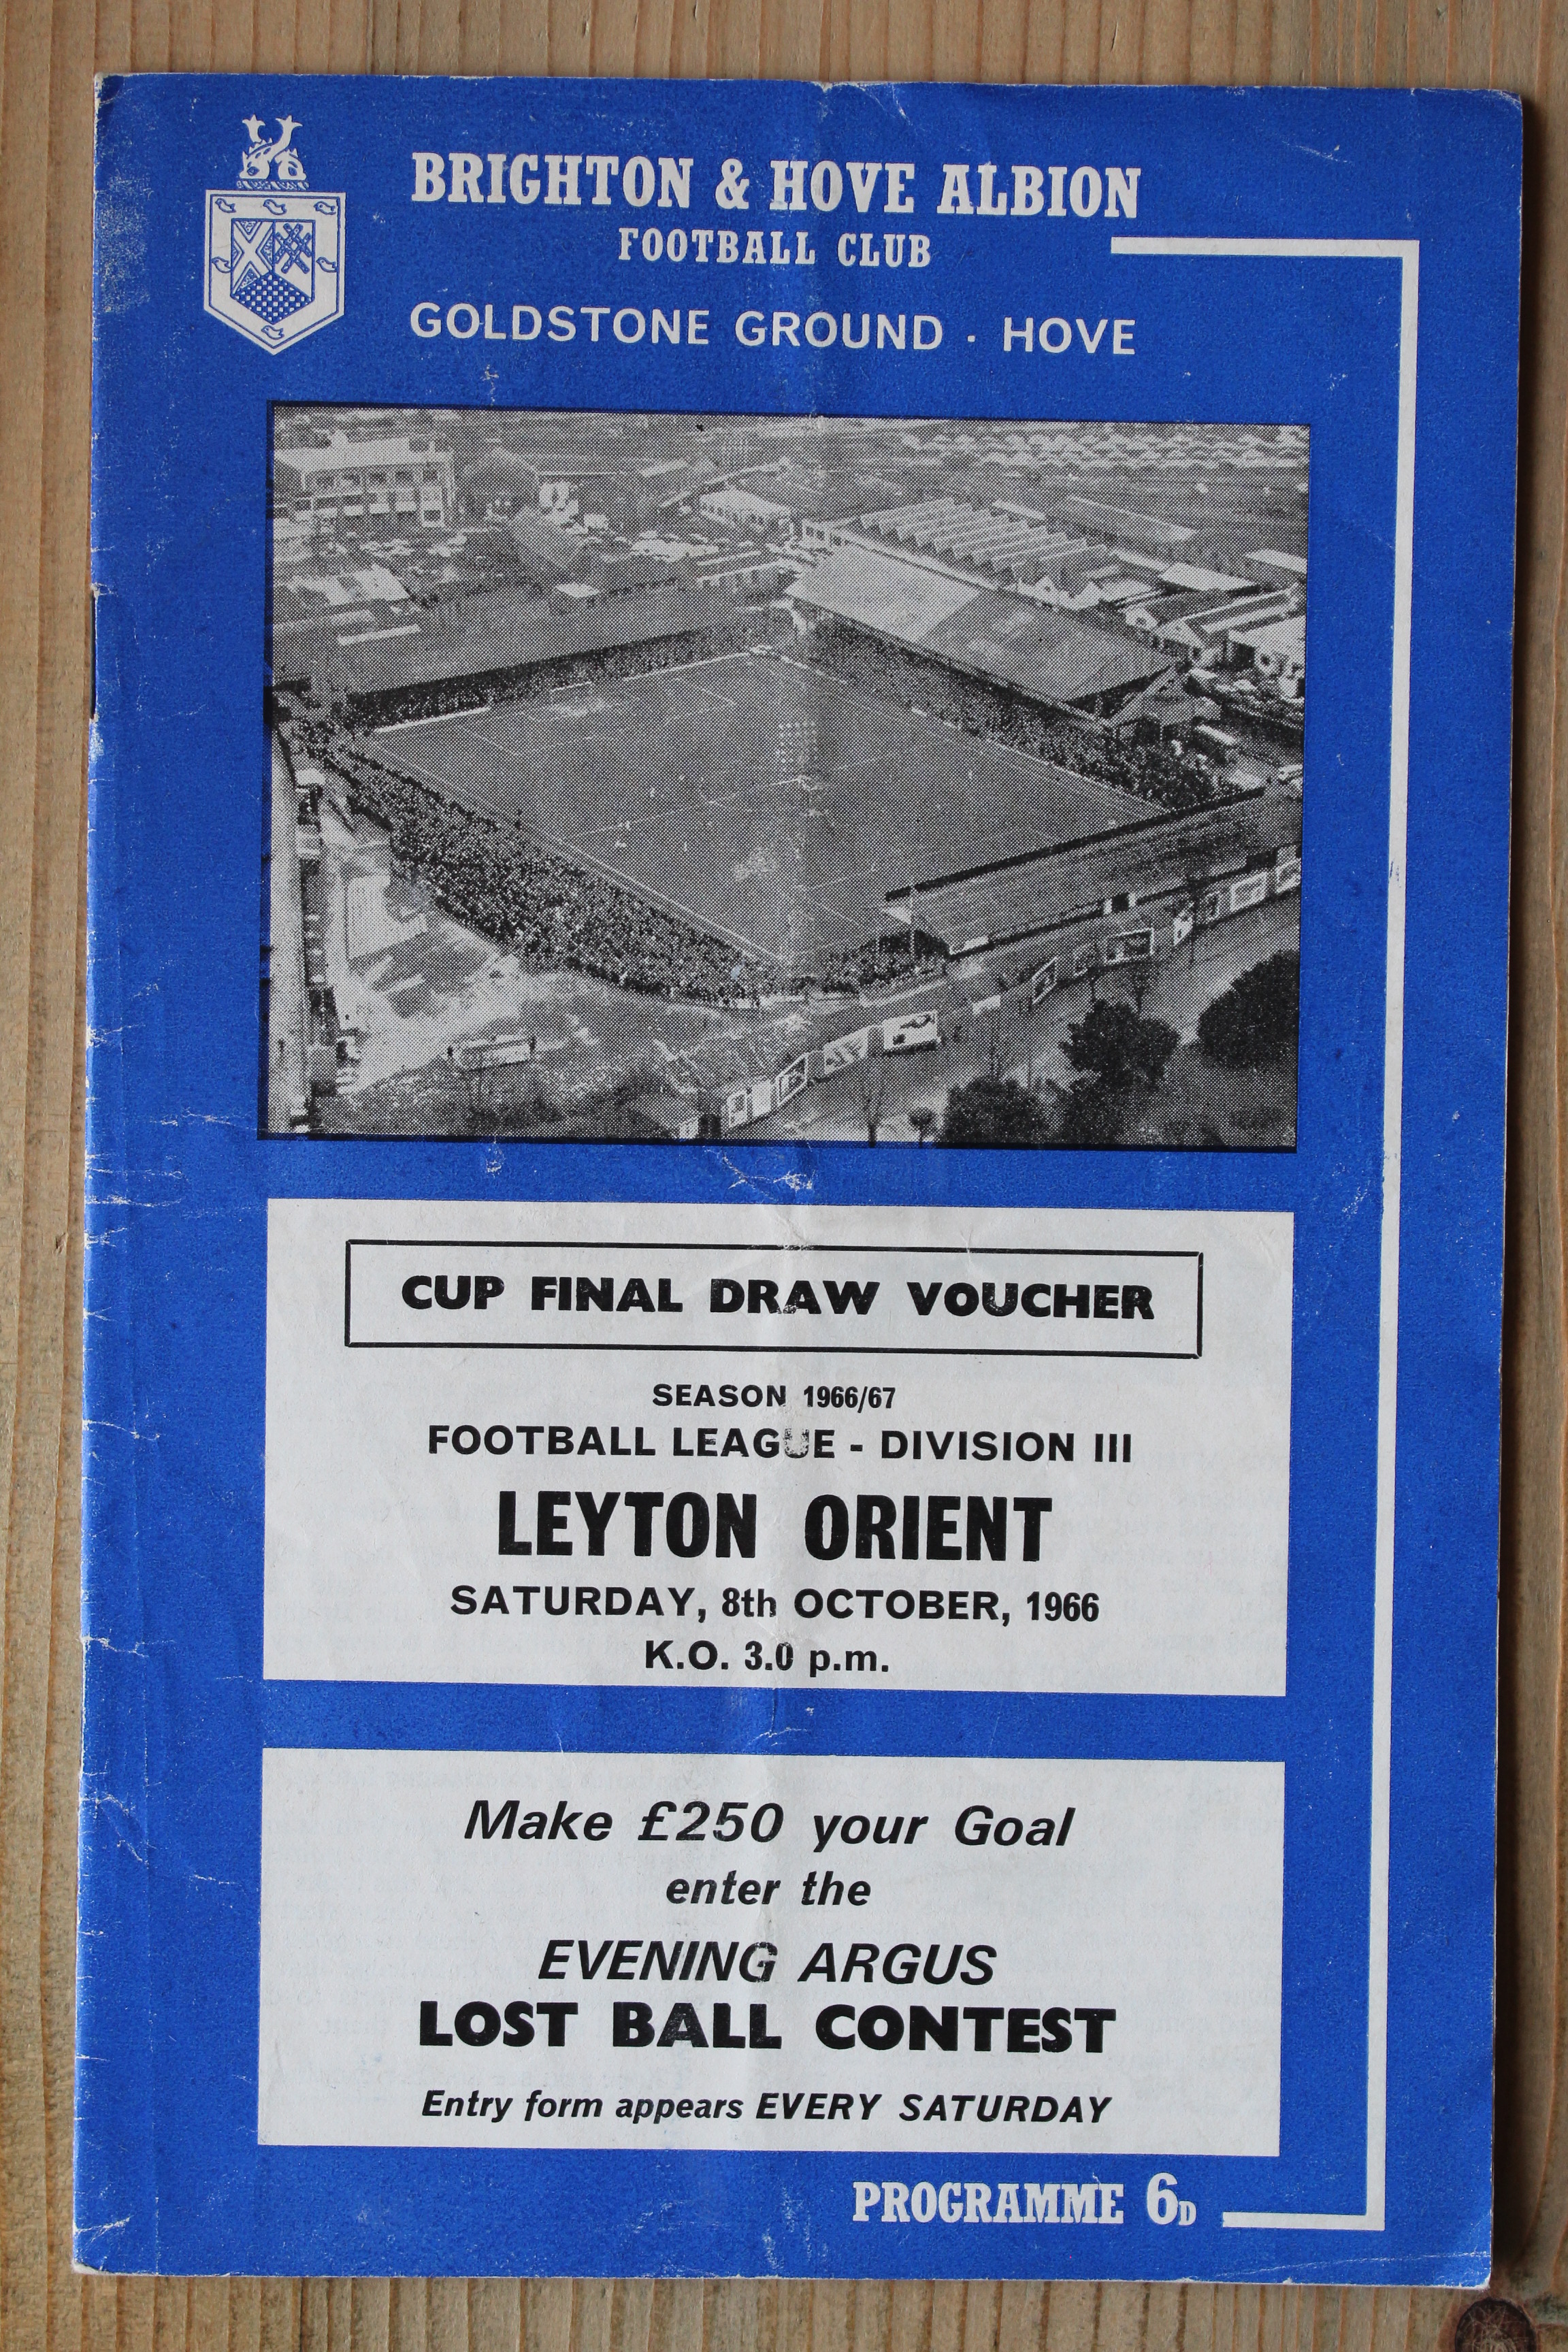 BRIGHTON & HOVE ALBION
FOOTBALL CLUB
GOLDSTONE GROUND · HOVE
CUP FINAL DRAW VOUCHER
SEASON 1966/67
FOOTBALL LEAGUE - DIVISION III
LEYTON ORIENT
SATURDAY, 8th OCTOBER, 1966
K.O. 3.0 p.m.
Make £250 your Goal
enter the
EVENING ARGUS
LOST BALL CONTEST
Entry form appears EVERY SATURDAY
PROGRAMME 6D